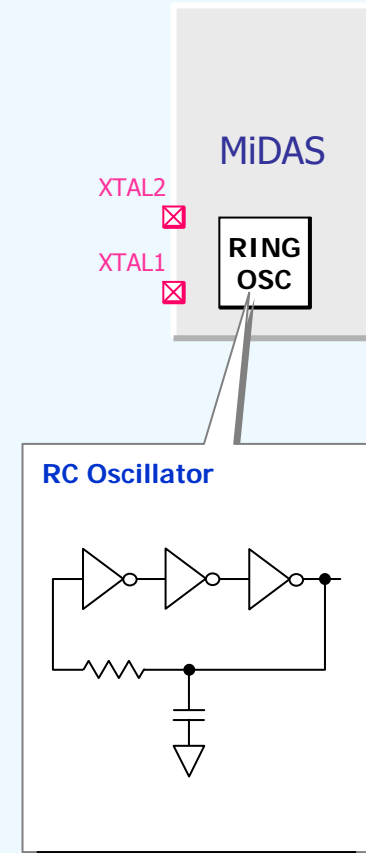 MiDAS
XTAL2
XTAL1
RING
OSC
RC Oscillator